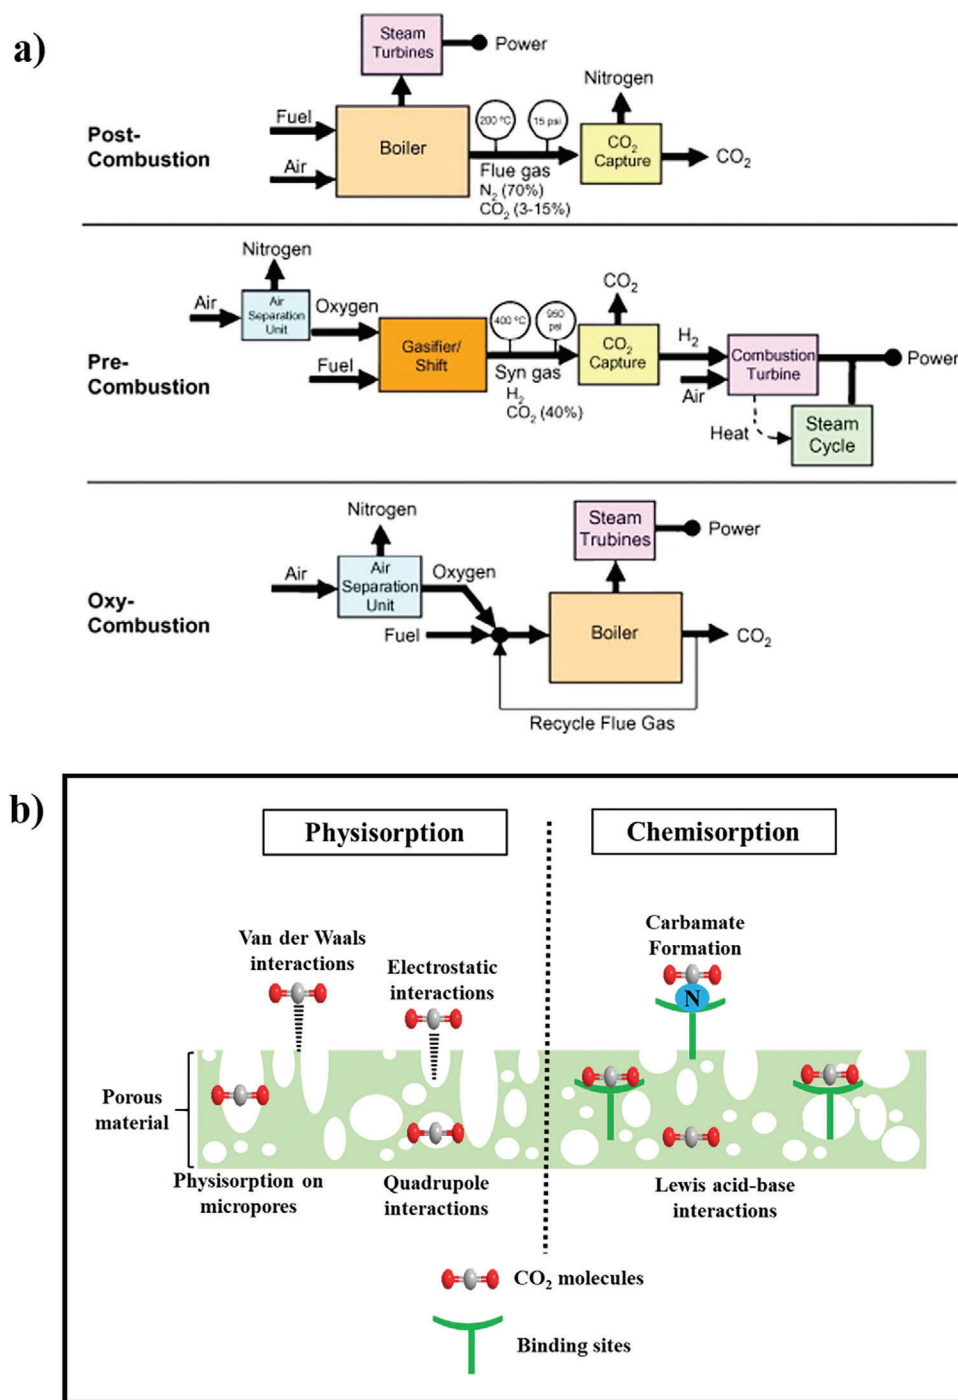 a)
Steam
Turbines
Power
Nitrogen
Fuel
Post-
Combustion
Boiler
200 ºC
15 psi
CO₂
Capture
CO₂
Air
Flue gas
N₂ (70%)
CO₂ (3-15%)
Nitrogen
CO₂
Air
Air
Separation
Unit
Oxygen
400 ºC
950
psi
H₂
Pre-
Combustion
Gasifier/
Shift
CO₂
Capture
Combustion
Turbine
Power
Fuel
Syn gas
H₂
CO₂ (40%)
Air
Heat
Steam
Cycle
Nitrogen
Steam
Trubines
Power
Air
Air
Separation
Unit
Oxygen
Oxy-
Combustion
Fuel
Boiler
CO₂
Recycle Flue Gas
b)
Physisorption
Chemisorption
Van der Waals
interactions
Electrostatic
interactions
Carbamate
Formation
N
Porous
material
Physisorption on
micropores
Quadrupole
interactions
Lewis acid-base
interactions
CO₂ molecules
Binding sites